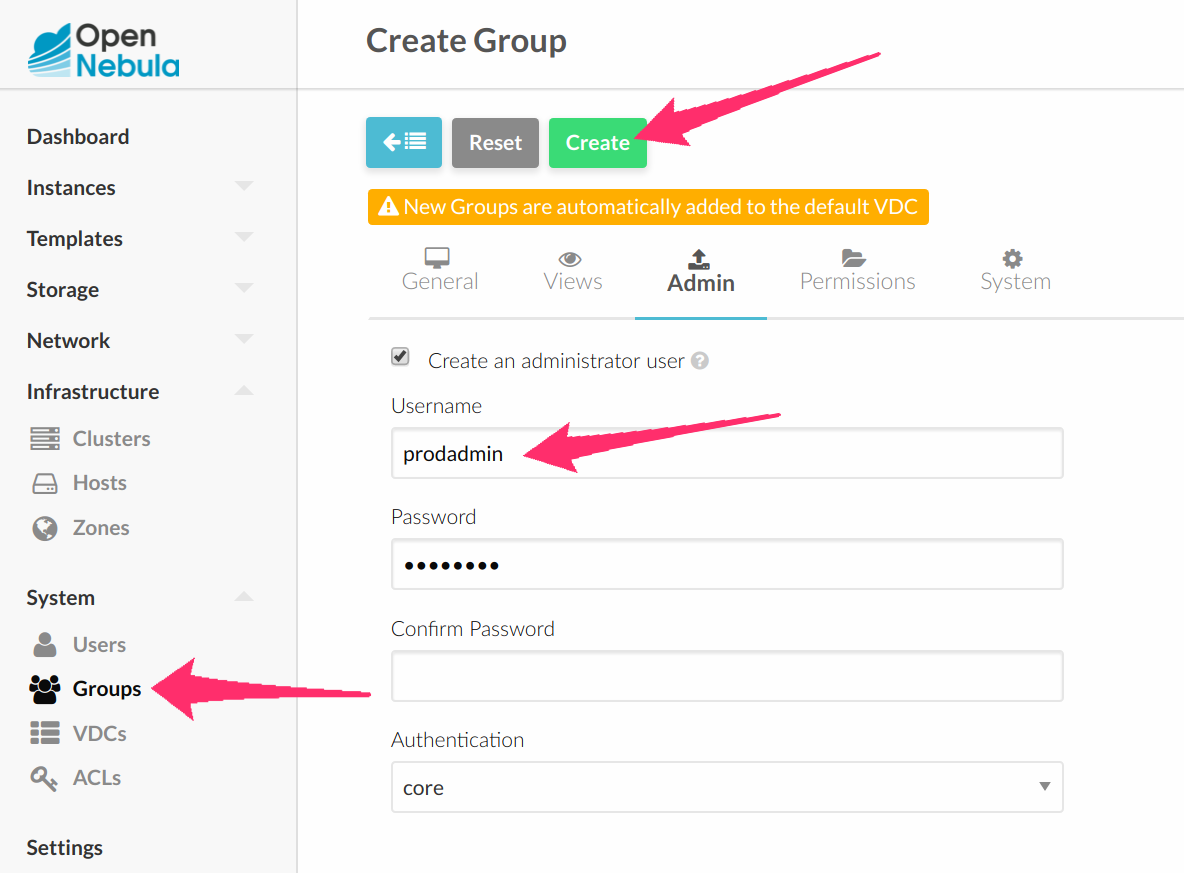 Open
Nebula
Create Group
Dashboard
Instances
Templates
Storage
Network
Infrastructure
Clusters
Hosts
Zones
System
Users
Groups
VDCs
ACLs
Settings
Reset
Create
New Groups are automatically added to the default VDC
General
Views
Admin
Permissions
System
Create an administrator user ?
Username
prodadmin
Password
••••••••
Confirm Password
Authentication
core